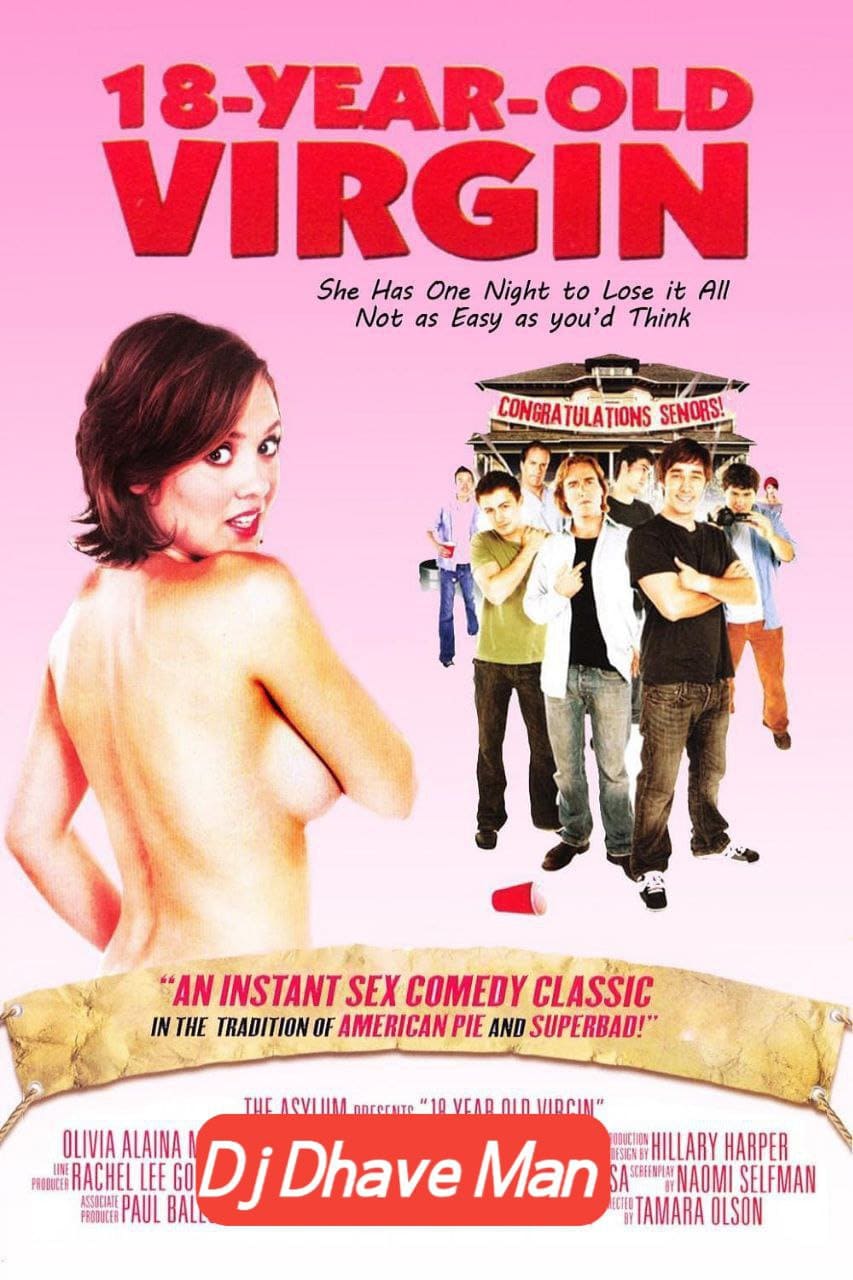 18-YEAR-OLD
VIRGIN
She Has One Night to Lose it All
Not as Easy as you'd Think
CONGRATULATIONS SENORS!
"AN INSTANT SEX COMEDY CLASSIC
IN THE TRADITION OF AMERICAN PIE AND SUPERBAD!"
THE ASYLUM PRESENTS "18 YEAR OLD VIRGIN"
OLIVIA ALAINA HILLARY HARPER
LINE PRODUCER RACHEL LEE SCREENPLAY BY NAOMI SELFMAN
ASSOCIATE PRODUCER PAUL BY TAMARA OLSON
Dj Dhave Man